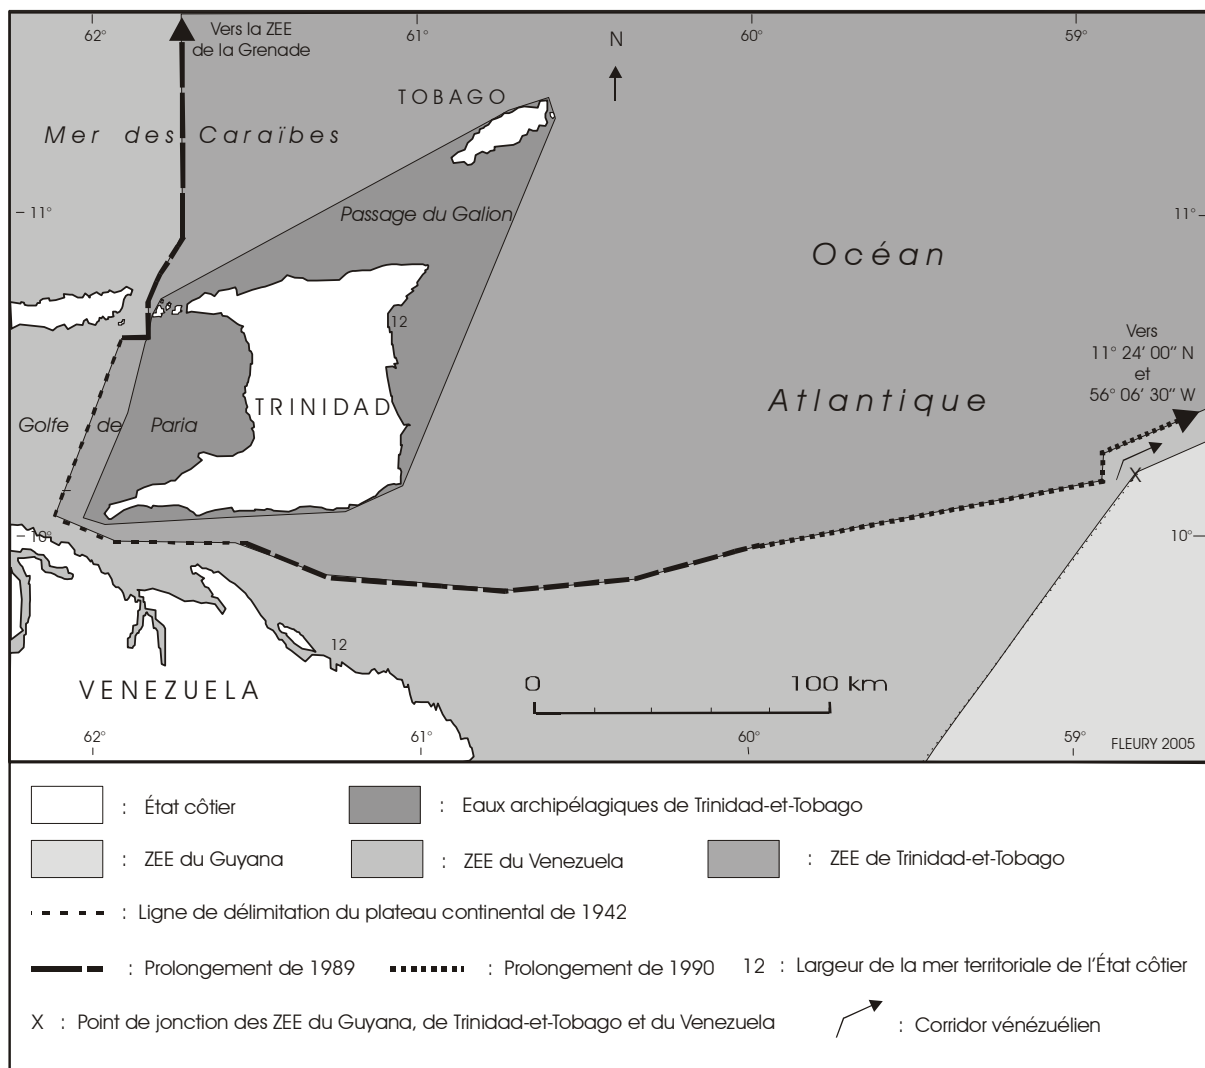 62°
Vers la ZEE
de la Grenade
61°
N
60°
59°
TOBAGO
Mer des Caraïbes
11°
Passage du Galion
11°
Océan
12
Vers
11° 24' 00" N
et
56° 06' 30" W
TRINIDAD
Atlantique
Golfe de Paria
X
10°
10°
12
VENEZUELA
0 100 km
62°
61°
60°
59°
FLEURY 2005
: État côtier : Eaux archipélagiques de Trinidad-et-Tobago
: ZEE du Guyana : ZEE du Venezuela : ZEE de Trinidad-et-Tobago
: Ligne de délimitation du plateau continental de 1942
: Prolongement de 1989 : Prolongement de 1990 12 : Largeur de la mer territoriale de l'État côtier
X : Point de jonction des ZEE du Guyana, de Trinidad-et-Tobago et du Venezuela : Corridor vénézuélien